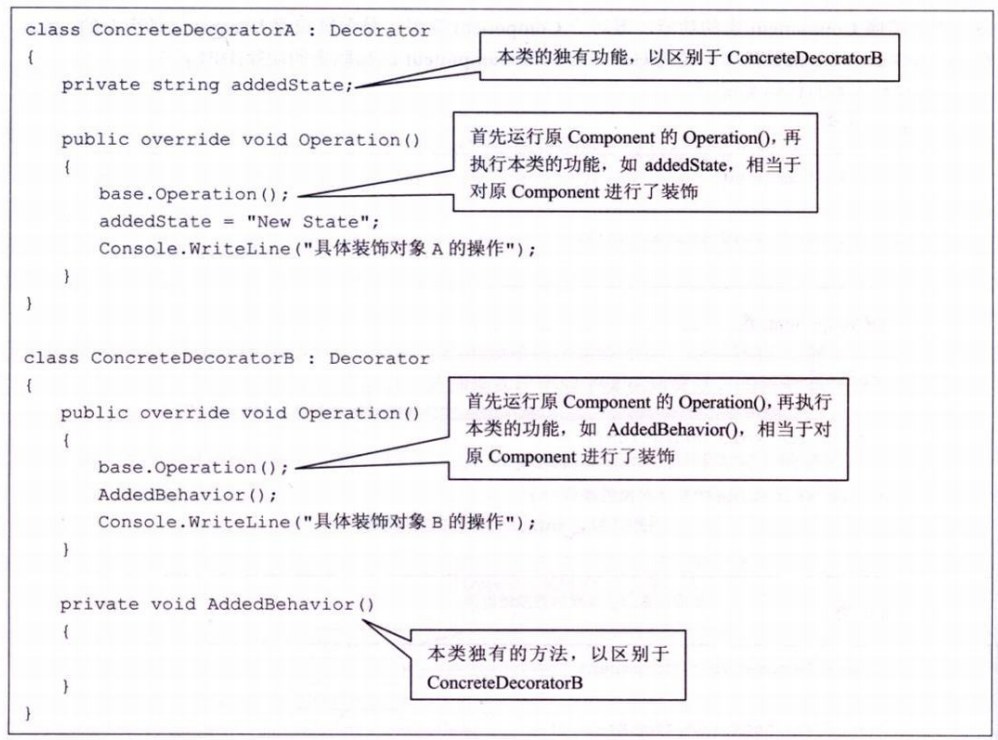 class ConcreteDecoratorA : Decorator
{
本类的独有功能，以区别于 ConcreteDecoratorB
private string addedState;
public override void Operation()
{
首先运行原 Component 的 Operation(), 再
执行本类的功能，如 addedState，相当于
对原 Component 进行了装饰
base.Operation();
addedState = "New State";
Console.WriteLine("具体装饰对象 A 的操作");
}
}
class ConcreteDecoratorB : Decorator
{
public override void Operation()
{
首先运行原 Component 的 Operation(), 再执行
本类的功能，如 AddedBehavior()，相当于对
原 Component 进行了装饰
base.Operation();
AddedBehavior();
Console.WriteLine("具体装饰对象 B 的操作");
}
private void AddedBehavior()
{
本类独有的方法，以区别于
ConcreteDecoratorB
}
}